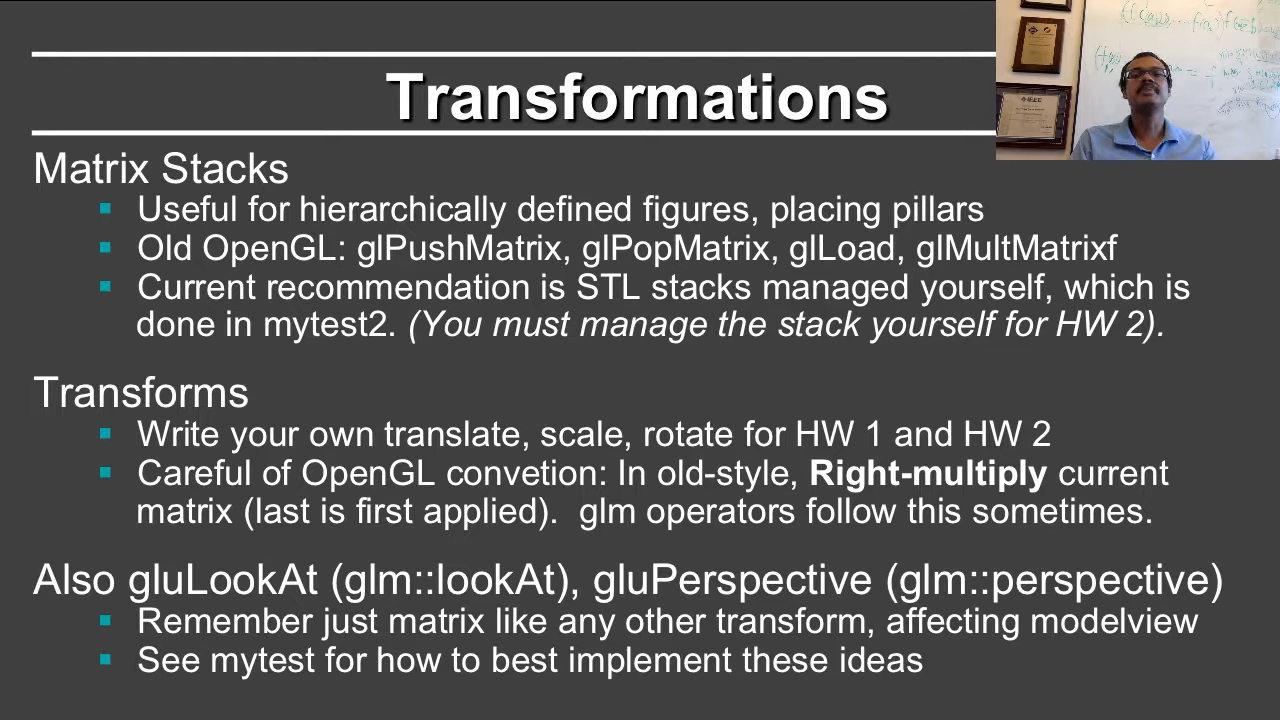 Transformations
Matrix Stacks
Useful for hierarchically defined figures, placing pillars
Old OpenGL: glPushMatrix, glPopMatrix, glLoad, glMultMatrixf
Current recommendation is STL stacks managed yourself, which is
done in mytest2. (You must manage the stack yourself for HW 2).
Transforms
Write your own translate, scale, rotate for HW 1 and HW 2
Careful of OpenGL convetion: In old-style, Right-multiply current
matrix (last is first applied). glm operators follow this sometimes.
Also gluLookAt (glm::lookAt), gluPerspective (glm::perspective)
Remember just matrix like any other transform, affecting modelview
See mytest for how to best implement these ideas
IEEE